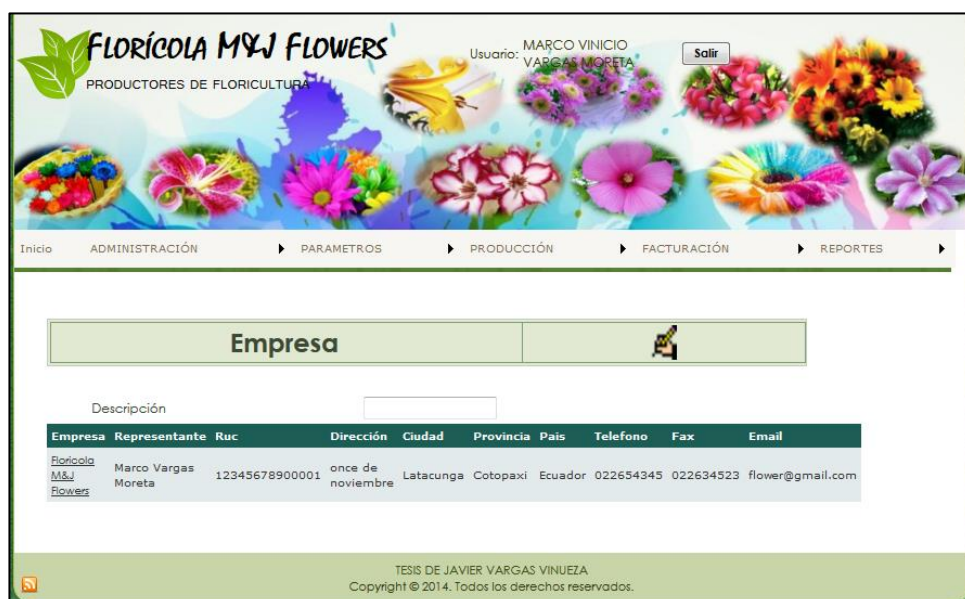 FLORÍCOLA M&J FLOWERS
PRODUCTORES DE FLORICULTURA
Usuario: MARCO VINICIO
VARGAS MORETA
Salir
Inicio ADMINISTRACIÓN PARAMETROS PRODUCCIÓN FACTURACIÓN REPORTES
Empresa
Descripción
Empresa Representante Ruc Dirección Ciudad Provincia Pais Telefono Fax Email
Floricola
M&J
Flowers
Marco Vargas
Moreta
12345678900001
once de
noviembre
Latacunga Cotopaxi Ecuador 022654345 022634523 flower@gmail.com
TESIS DE JAVIER VARGAS VINUEZA
Copyright © 2014. Todos los derechos reservados.